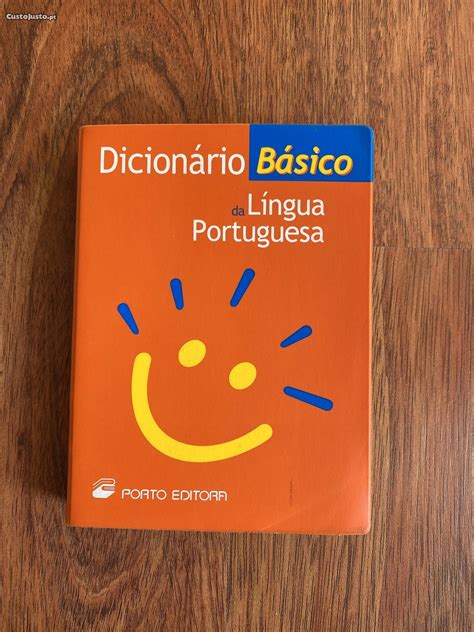 CustoJusto.pt
Dicionário Básico
da Língua
Portuguesa
PORTO EDITORA